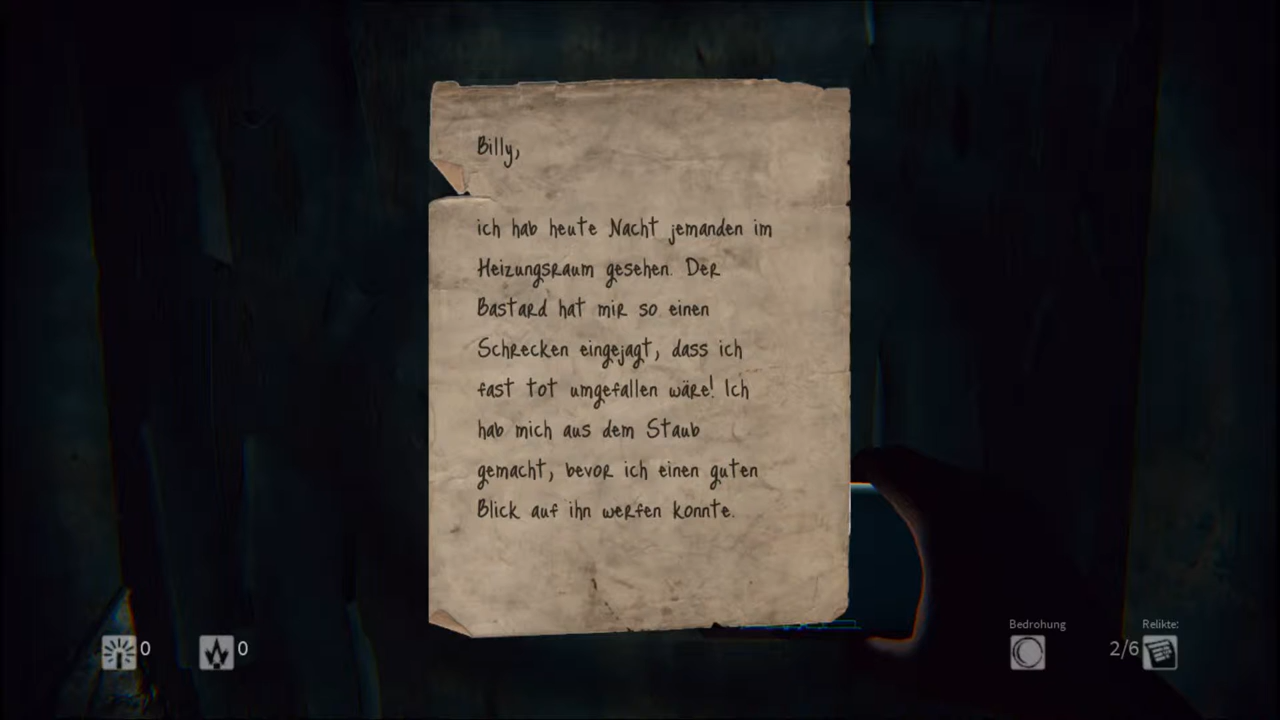 Billy,
ich hab heute Nacht jemanden im
Heizungsraum gesehen. Der
Bastard hat mir so einen
Schrecken eingejagt, dass ich
fast tot umgefallen wäre! Ich
hab mich aus dem Staub
gemacht, bevor ich einen guten
Blick auf ihn werfen konnte.
0
0
Bedrohung
Relikte:
2/6